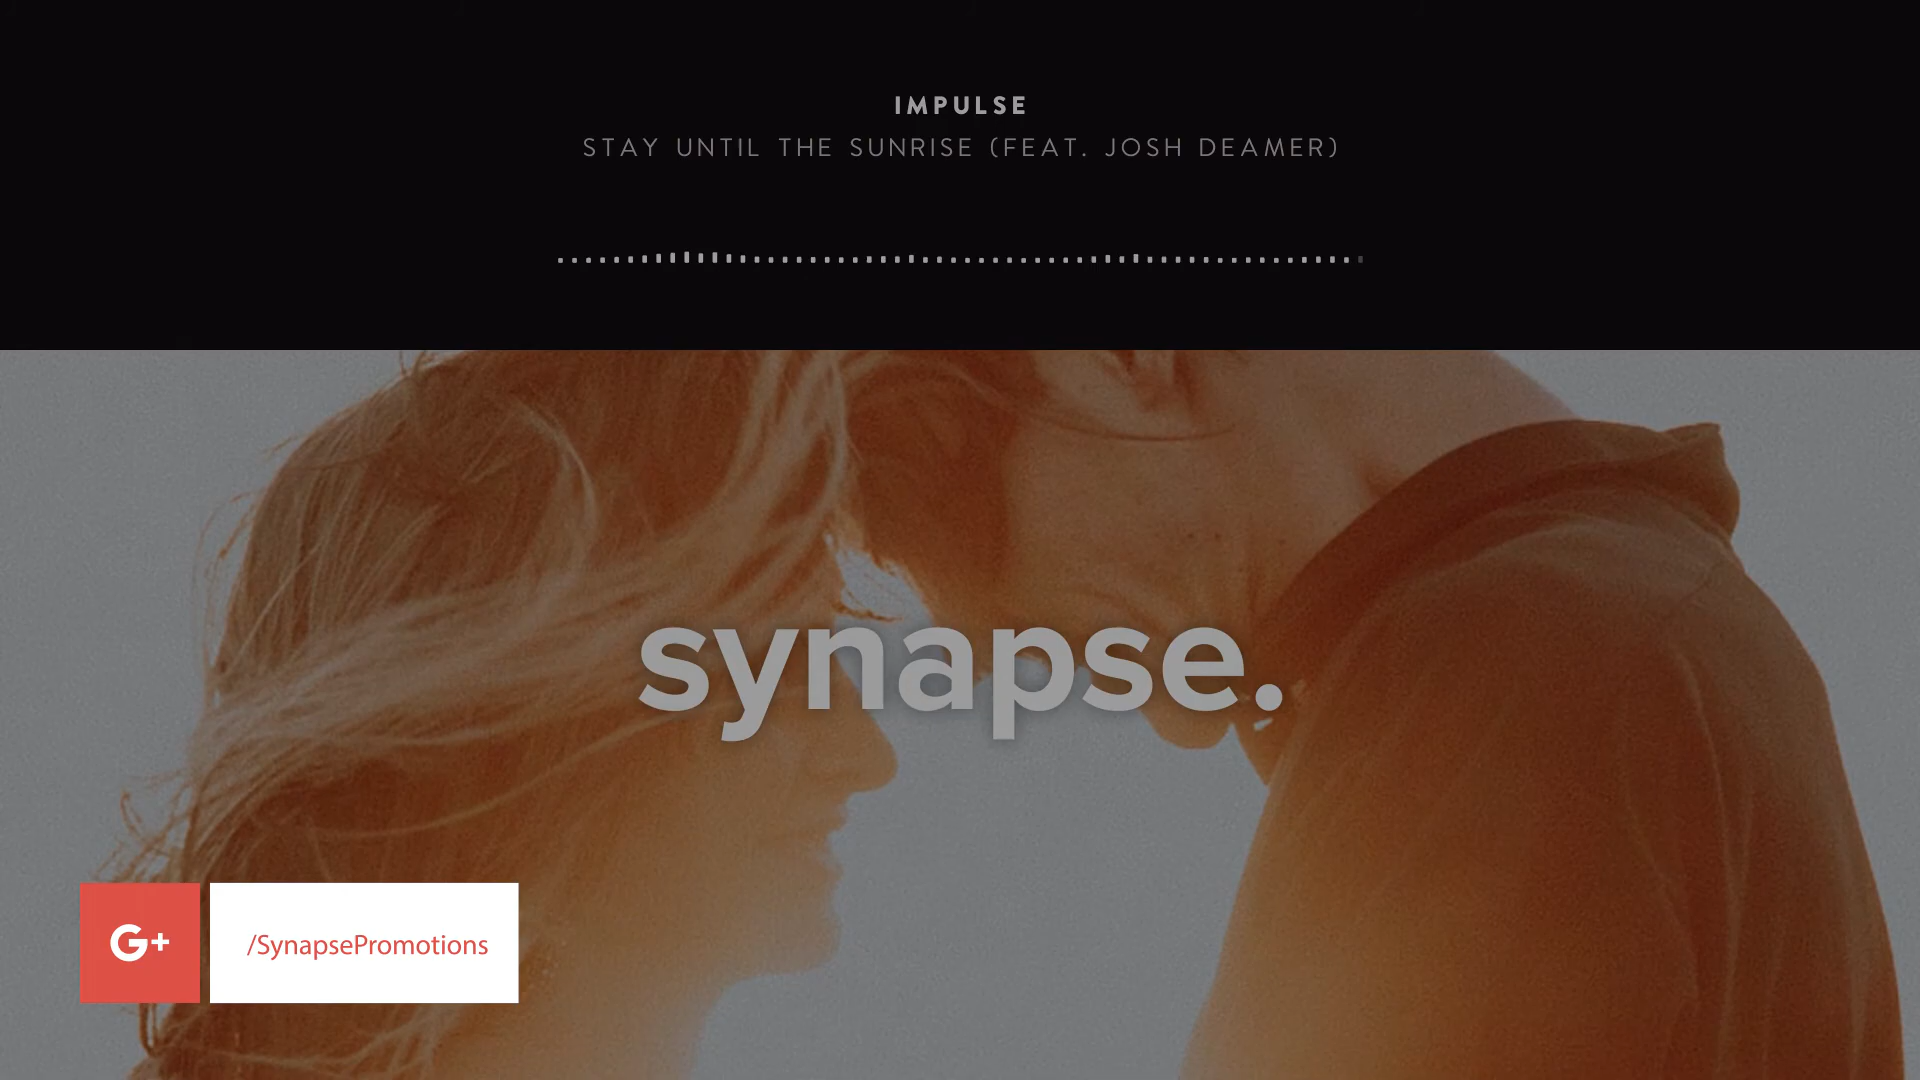 IMPULSE
STAY UNTIL THE SUNRISE (FEAT. JOSH DEAMER)
synapse.
G+
/SynapsePromotions